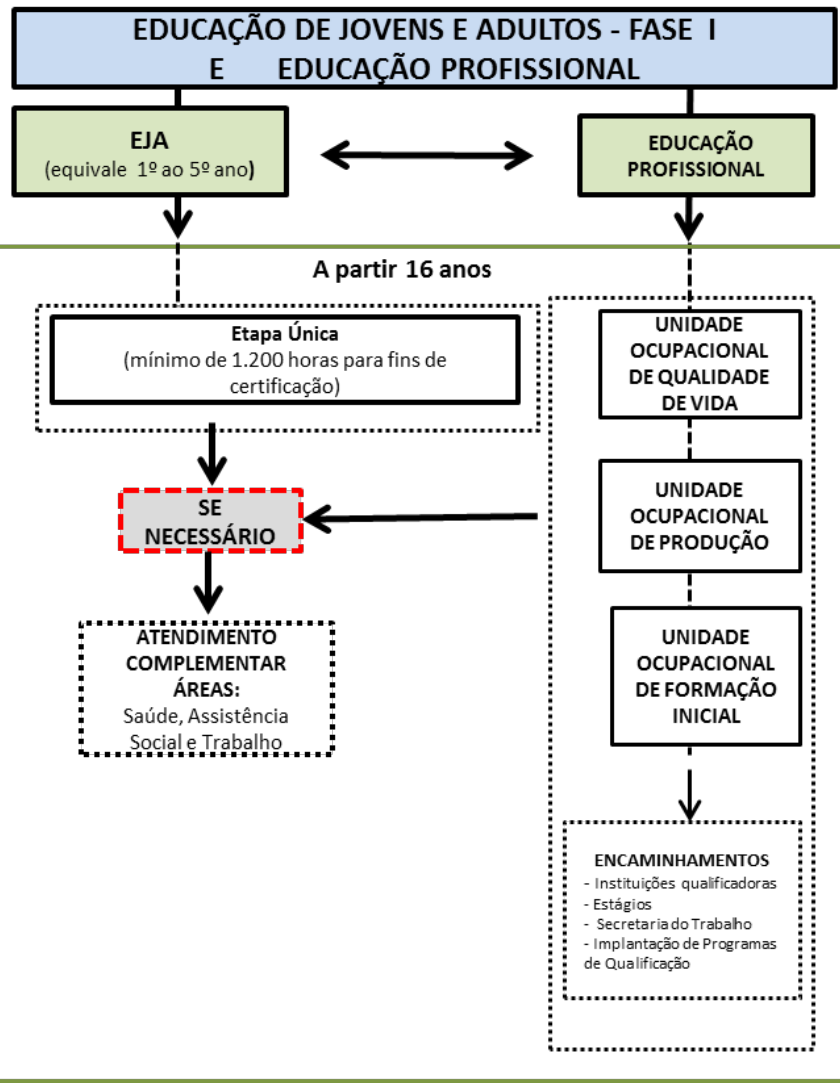 EDUCAÇÃO DE JOVENS E ADULTOS - FASE I
E EDUCAÇÃO PROFISSIONAL
EJA
(equivale 1º ao 5º ano)
EDUCAÇÃO
PROFISSIONAL
A partir 16 anos
Etapa Única
(mínimo de 1.200 horas para fins de
certificação)
SE
NECESSÁRIO
ATENDIMENTO
COMPLEMENTAR
ÁREAS:
Saúde, Assistência
Social e Trabalho
UNIDADE
OCUPACIONAL
DE QUALIDADE
DE VIDA
UNIDADE
OCUPACIONAL
DE PRODUÇÃO
UNIDADE
OCUPACIONAL
DE FORMAÇÃO
INICIAL
ENCAMINHAMENTOS
- Instituições qualificadoras
- Estágios
- Secretaria do Trabalho
- Implantação de Programas
de Qualificação